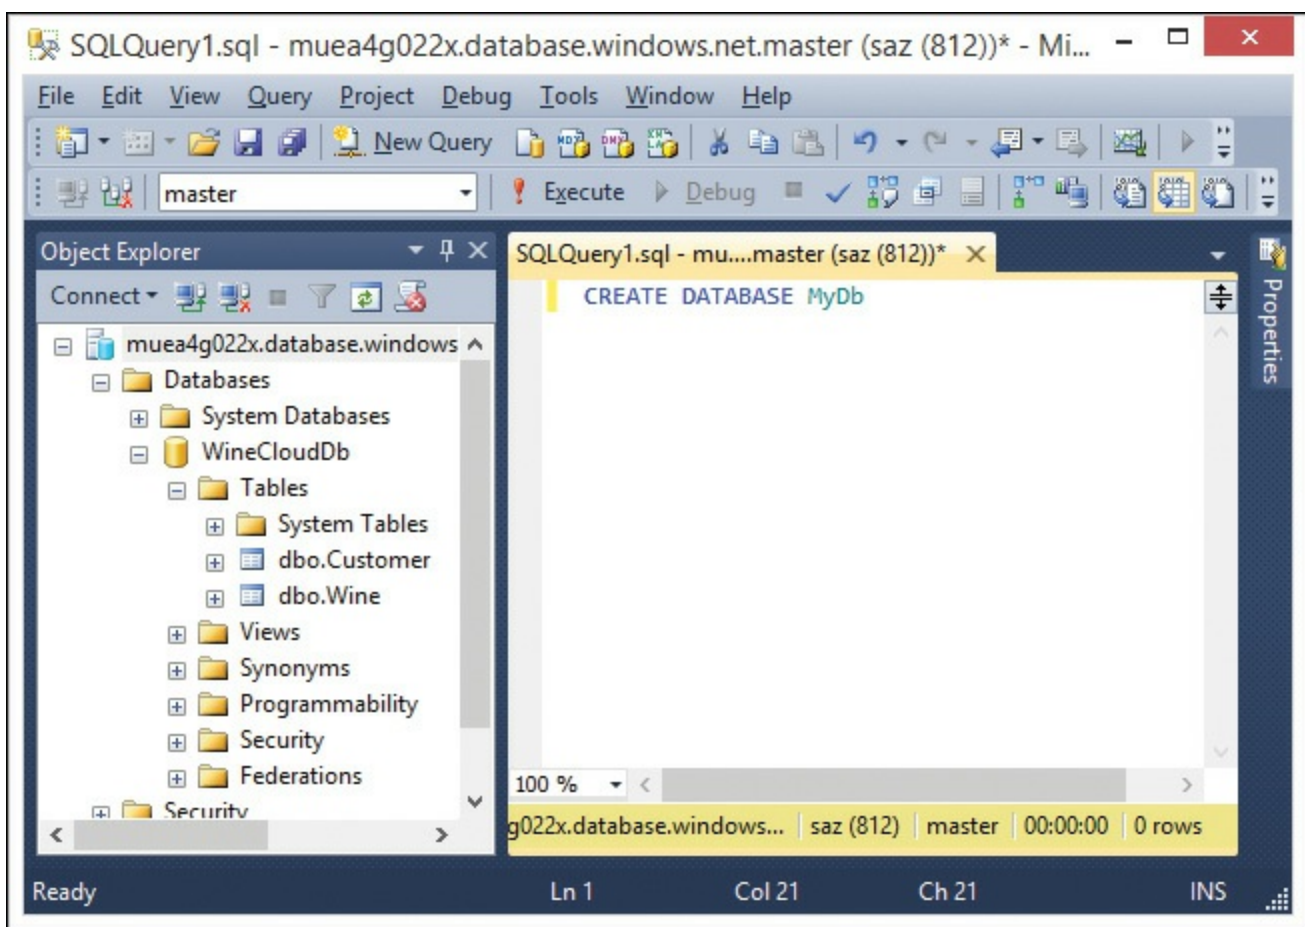 SQLQuery1.sql - muea4g022x.database.windows.net.master (saz (812))* - Mi...
File Edit View Query Project Debug Tools Window Help
New Query
master Execute Debug
Object Explorer
SQLQuery1.sql - mu....master (saz (812))*
Connect
CREATE DATABASE MyDb
Properties
muea4g022x.database.windows
Databases
System Databases
WineCloudDb
Tables
System Tables
dbo.Customer
dbo.Wine
Views
Synonyms
Programmability
Security
Federations
Security
100 %
g022x.database.windows... saz (812) master 00:00:00 0 rows
Ready Ln 1 Col 21 Ch 21 INS